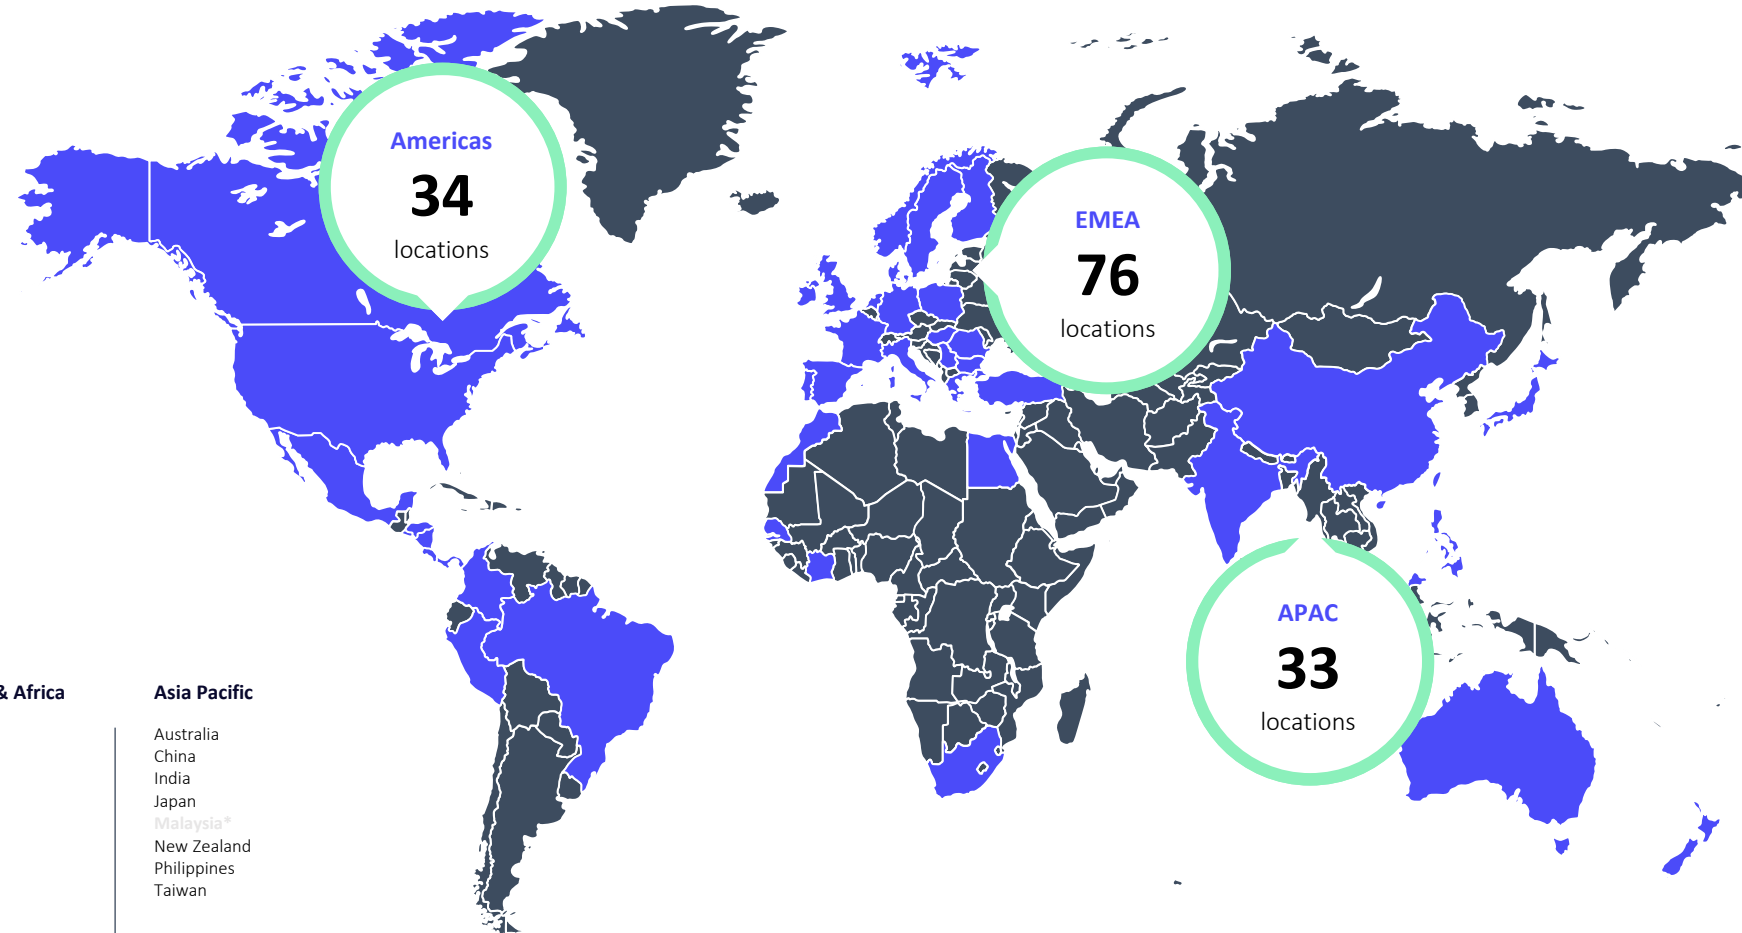 Americas
34
locations
EMEA
76
locations
APAC
33
locations
& Africa
Asia Pacific
Australia
China
India
Japan
Malaysia*
New Zealand
Philippines
Taiwan